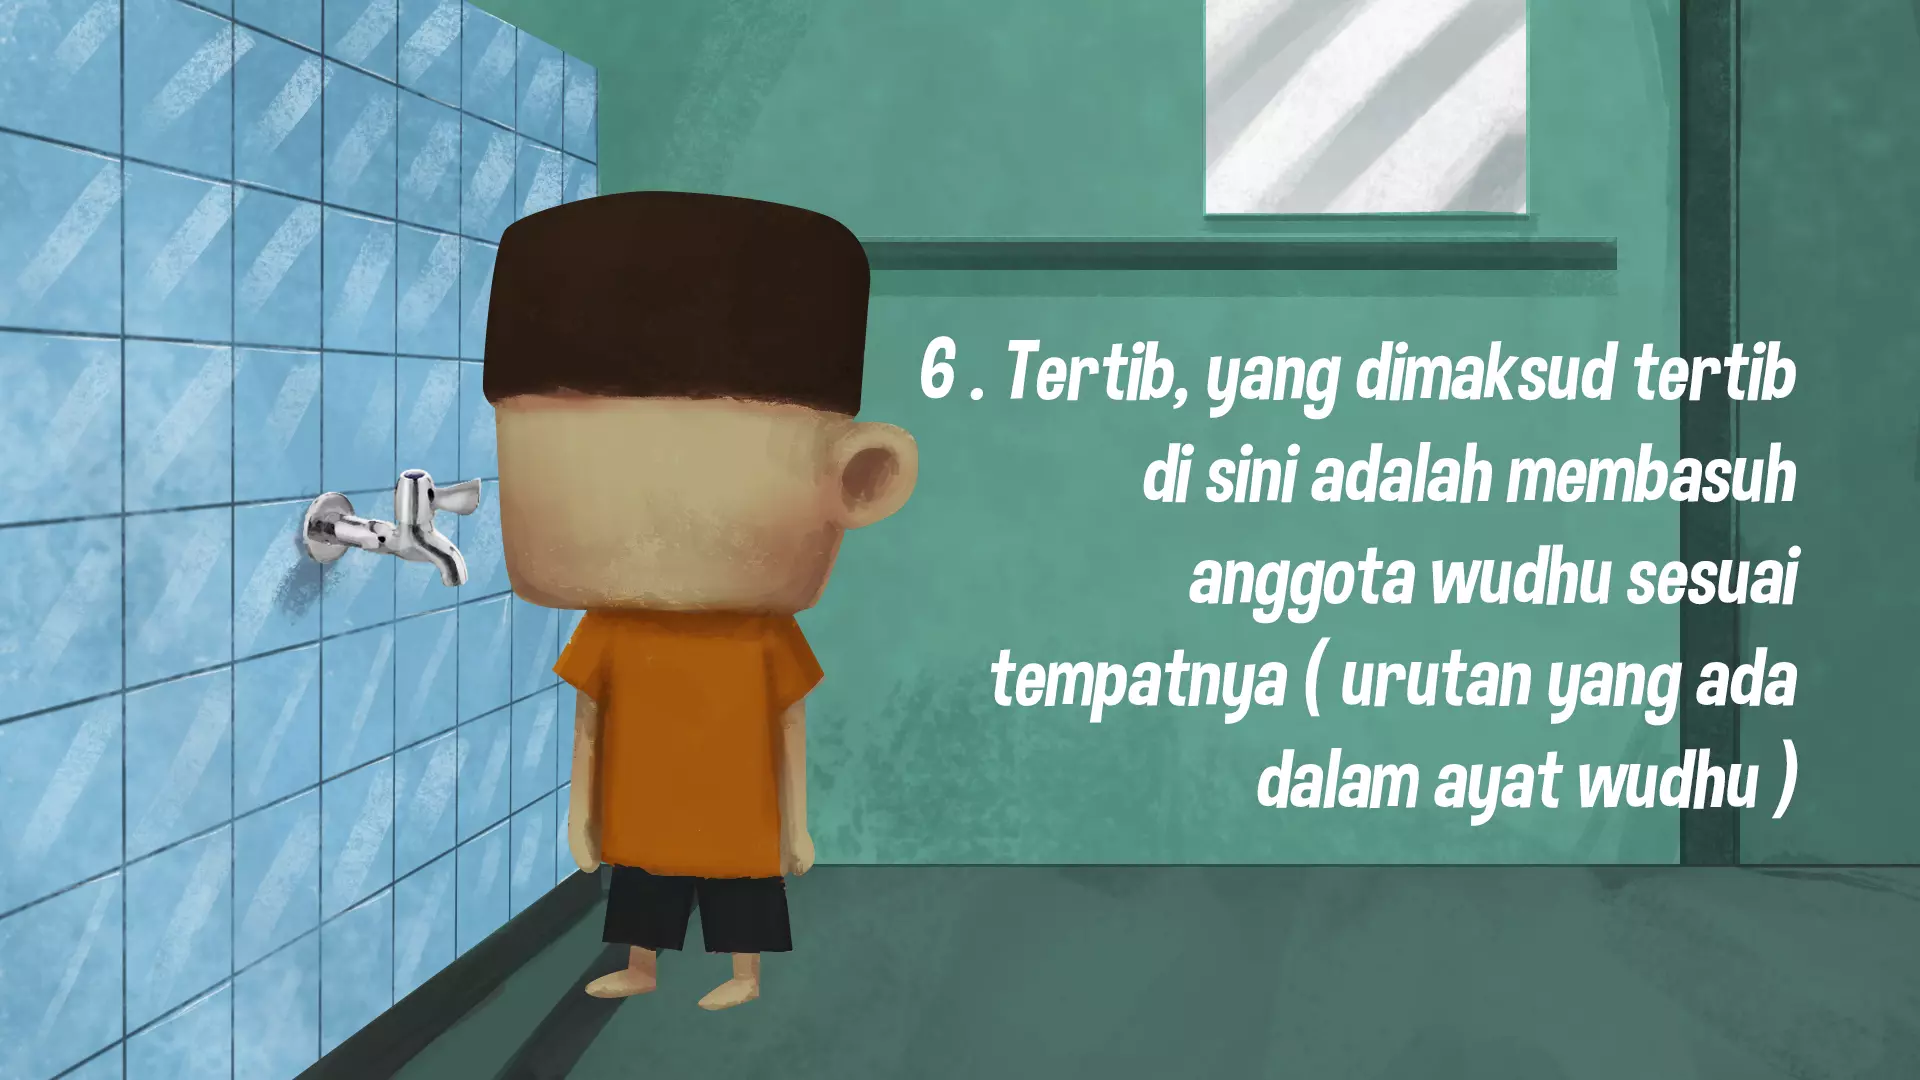 6 . Tertib, yang dimaksud tertib
di sini adalah membasuh
anggota wudhu sesuai
tempatnya ( urutan yang ada
dalam ayat wudhu )